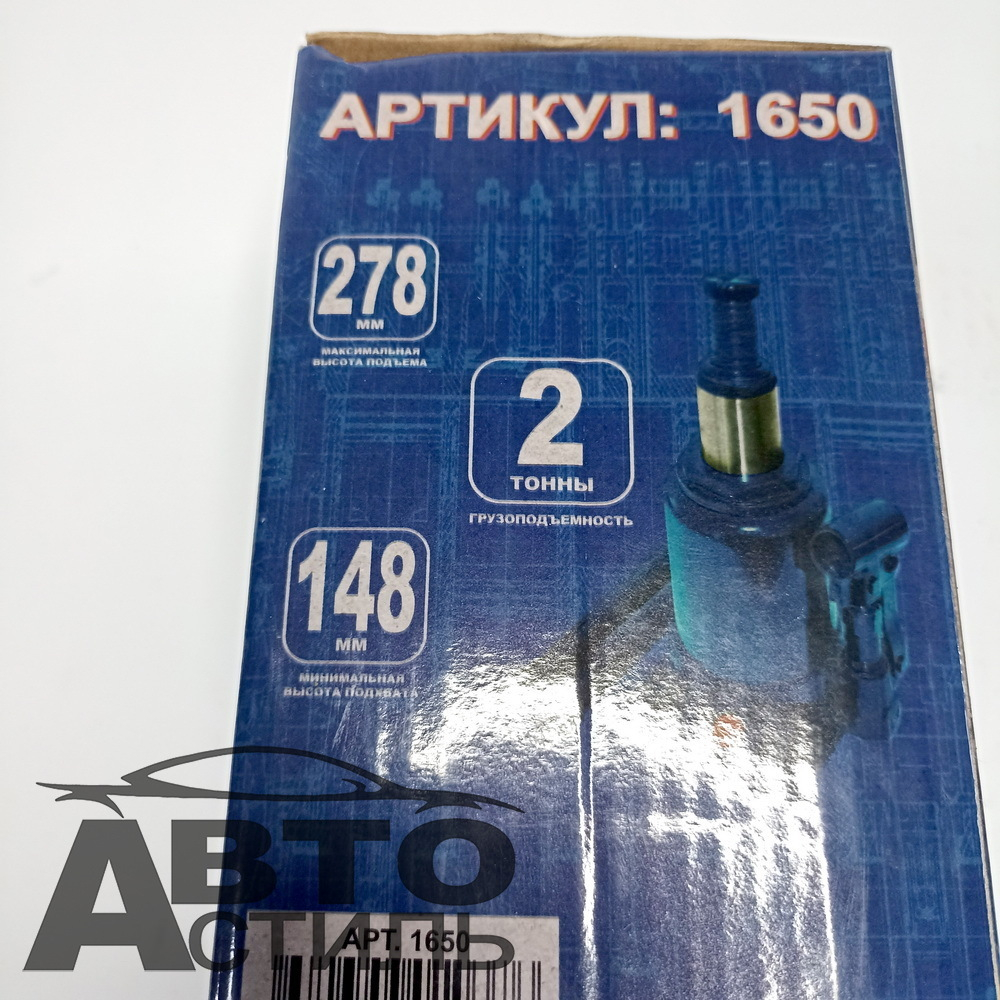 АРТИКУЛ: 1650
278
ММ
МАКСИМАЛЬНАЯ
ВЫСОТА ПОДЪЕМА
2
ТОННЫ
ГРУЗОПОДЪЕМНОСТЬ
148
ММ
МИНИМАЛЬНАЯ
ВЫСОТА ПОДХВАТА
АВТО
СТИЛЬ
АРТ. 1650